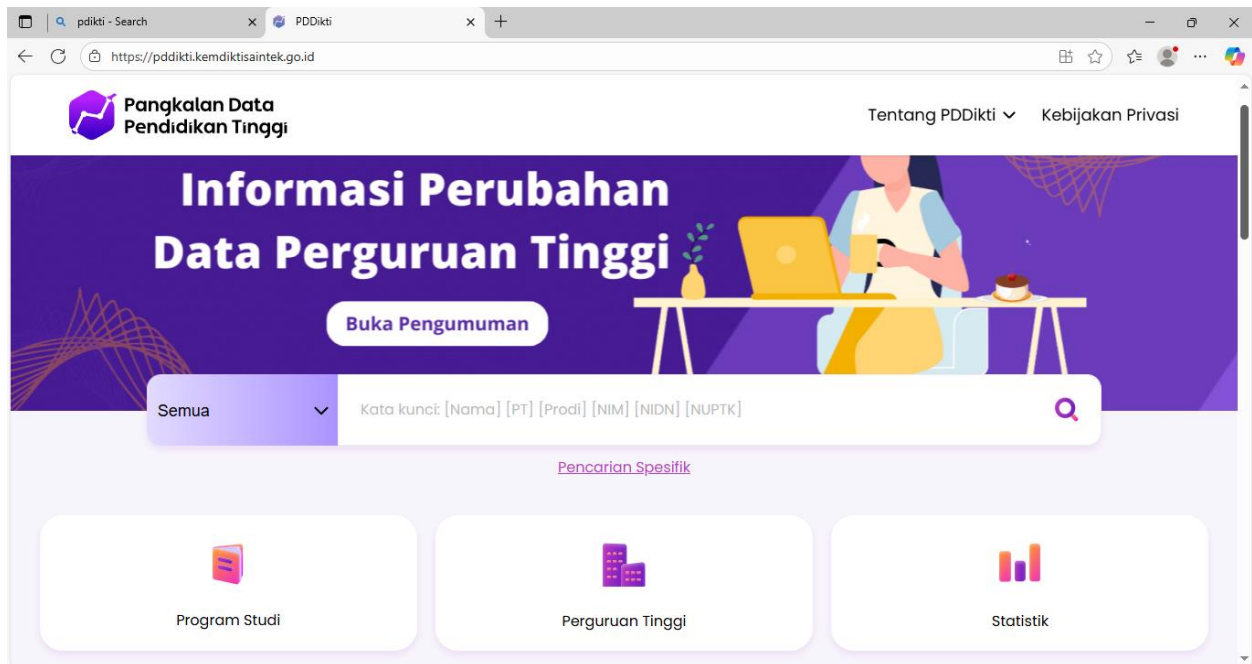 pdikti - Search
PDDikti
https://pddikti.kemdiktisaintek.go.id
Pangkalan Data
Pendidikan Tinggi
Tentang PDDikti
Kebijakan Privasi
Informasi Perubahan
Data Perguruan Tinggi
Buka Pengumuman
Semua
Kata kunci: [Nama] [PT] [Prodi] [NIM] [NIDN] [NUPTK]
Pencarian Spesifik
Program Studi
Perguruan Tinggi
Statistik